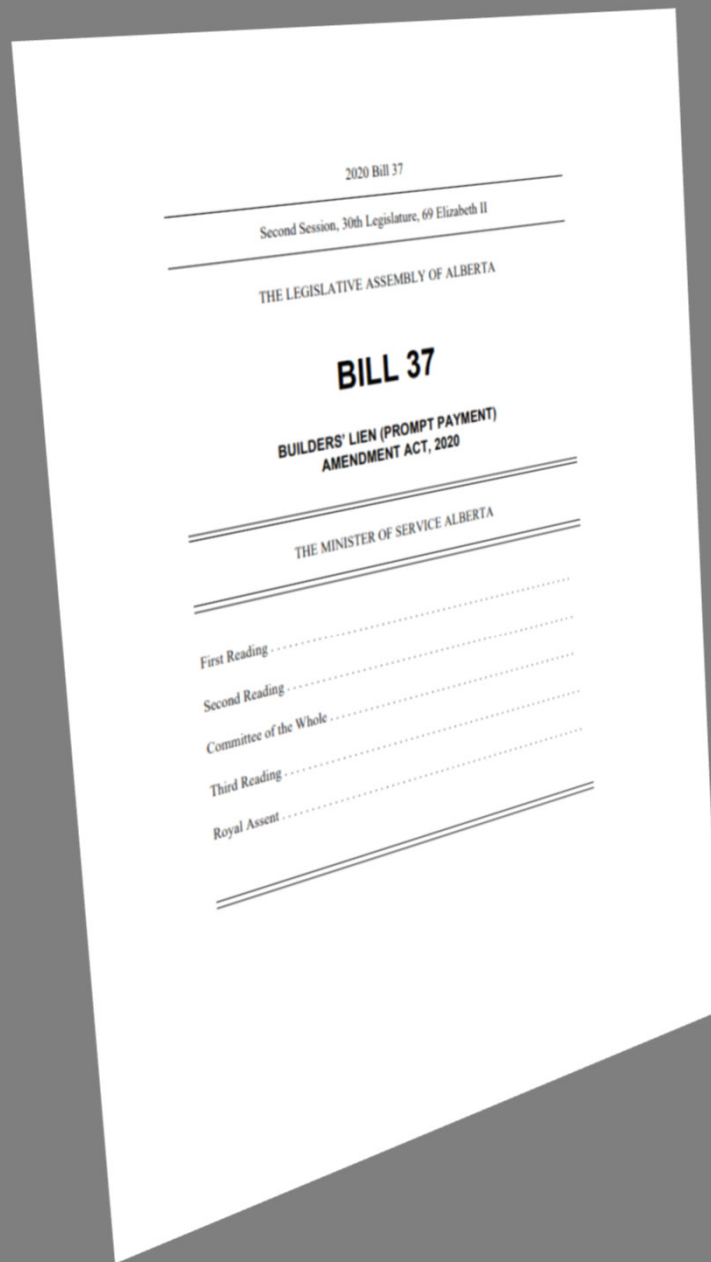 2020 Bill 37
Second Session, 30th Legislature, 69 Elizabeth II
THE LEGISLATIVE ASSEMBLY OF ALBERTA
BILL 37
BUILDERS' LIEN (PROMPT PAYMENT)
AMENDMENT ACT, 2020
THE MINISTER OF SERVICE ALBERTA
First Reading . . . . . . . . . . . . . . . . . . . . . . . . . . . . . . . . . . . . . . . . . . . . . . . . . .
Second Reading . . . . . . . . . . . . . . . . . . . . . . . . . . . . . . . . . . . . . . . . . . . . . . . .
Committee of the Whole . . . . . . . . . . . . . . . . . . . . . . . . . . . . . . . . . . . . . . . .
Third Reading . . . . . . . . . . . . . . . . . . . . . . . . . . . . . . . . . . . . . . . . . . . . . . . . .
Royal Assent . . . . . . . . . . . . . . . . . . . . . . . . . . . . . . . . . . . . . . . . . . . . . . . . . .